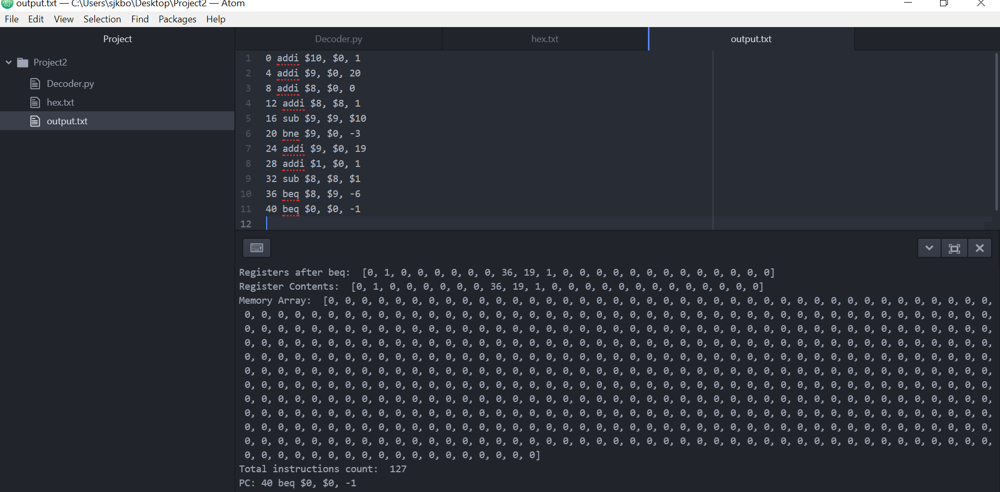 output.txt — C:\Users\sjkbo\Desktop\Project2 — Atom
File Edit View Selection Find Packages Help
Project
Decoder.py hex.txt output.txt
Project2
Decoder.py
hex.txt
output.txt
1 0 addi $10, $0, 1
2 4 addi $9, $0, 20
3 8 addi $8, $0, 0
4 12 addi $8, $8, 1
5 16 sub $9, $9, $10
6 20 bne $9, $0, -3
7 24 addi $9, $0, 19
8 28 addi $1, $0, 1
9 32 sub $8, $8, $1
10 36 beq $8, $9, -6
11 40 beq $0, $0, -1
12
Registers after beq: [0, 1, 0, 0, 0, 0, 0, 0, 36, 19, 1, 0, 0, 0, 0, 0, 0, 0, 0, 0, 0, 0, 0, 0]
Register Contents: [0, 1, 0, 0, 0, 0, 0, 0, 36, 19, 1, 0, 0, 0, 0, 0, 0, 0, 0, 0, 0, 0, 0, 0]
Memory Array: [0, 0, 0, 0, 0, 0, 0, 0, 0, 0, 0, 0, 0, 0, 0, 0, 0, 0, 0, 0, 0, 0, 0, 0, 0, 0, 0, 0, 0, 0, 0, 0, 0, 0, 0, 0, 0, 0, 0, 0,
0, 0, 0, 0, 0, 0, 0, 0, 0, 0, 0, 0, 0, 0, 0, 0, 0, 0, 0, 0, 0, 0, 0, 0, 0, 0, 0, 0, 0, 0, 0, 0, 0, 0, 0, 0, 0, 0, 0, 0, 0, 0, 0, 0, 0,
0, 0, 0, 0, 0, 0, 0, 0, 0, 0, 0, 0, 0, 0, 0, 0, 0, 0, 0, 0, 0, 0, 0, 0, 0, 0, 0, 0, 0, 0, 0, 0, 0, 0, 0, 0, 0, 0, 0, 0, 0, 0, 0, 0, 0,
0, 0, 0, 0, 0, 0, 0, 0, 0, 0, 0, 0, 0, 0, 0, 0, 0, 0, 0, 0, 0, 0, 0, 0, 0, 0, 0, 0, 0, 0, 0, 0, 0, 0, 0, 0, 0, 0, 0, 0, 0, 0, 0, 0, 0,
0, 0, 0, 0, 0, 0, 0, 0, 0, 0, 0, 0, 0, 0, 0, 0, 0, 0, 0, 0, 0, 0, 0, 0, 0, 0, 0, 0, 0, 0, 0, 0, 0, 0, 0, 0, 0, 0, 0, 0, 0, 0, 0, 0, 0,
0, 0, 0, 0, 0, 0, 0, 0, 0, 0, 0, 0, 0, 0, 0, 0, 0, 0, 0, 0, 0, 0, 0, 0, 0, 0, 0, 0, 0, 0, 0, 0, 0, 0, 0, 0, 0, 0, 0, 0, 0, 0, 0, 0, 0,
0, 0, 0, 0, 0, 0, 0, 0, 0, 0, 0, 0, 0, 0, 0, 0, 0, 0, 0, 0, 0, 0, 0, 0, 0, 0, 0, 0, 0, 0, 0, 0, 0, 0, 0, 0, 0, 0, 0, 0, 0, 0, 0, 0, 0,
0, 0, 0, 0, 0, 0, 0, 0, 0, 0, 0, 0, 0, 0, 0, 0, 0, 0, 0, 0, 0, 0, 0, 0, 0, 0, 0, 0, 0, 0, 0, 0, 0, 0, 0, 0, 0, 0, 0, 0, 0, 0, 0, 0, 0,
0, 0, 0, 0, 0, 0, 0, 0, 0, 0, 0, 0, 0, 0, 0, 0, 0, 0, 0, 0, 0, 0, 0, 0, 0, 0, 0, 0, 0, 0, 0, 0, 0, 0, 0, 0, 0, 0, 0, 0, 0, 0, 0, 0, 0,
0, 0, 0, 0, 0, 0, 0, 0, 0, 0, 0, 0, 0, 0, 0, 0, 0, 0, 0, 0, 0, 0, 0, 0, 0, 0, 0, 0, 0, 0, 0, 0, 0, 0, 0, 0, 0, 0, 0, 0, 0, 0, 0, 0, 0,
0, 0, 0, 0, 0, 0, 0, 0, 0, 0, 0, 0, 0, 0, 0, 0, 0, 0, 0, 0, 0, 0, 0, 0, 0, 0, 0, 0, 0, 0, 0, 0, 0, 0, 0, 0, 0, 0, 0, 0, 0, 0, 0, 0, 0,
0, 0, 0, 0, 0, 0, 0, 0, 0, 0, 0, 0, 0, 0, 0, 0, 0, 0]
Total instructions count: 127
PC: 40 beq $0, $0, -1